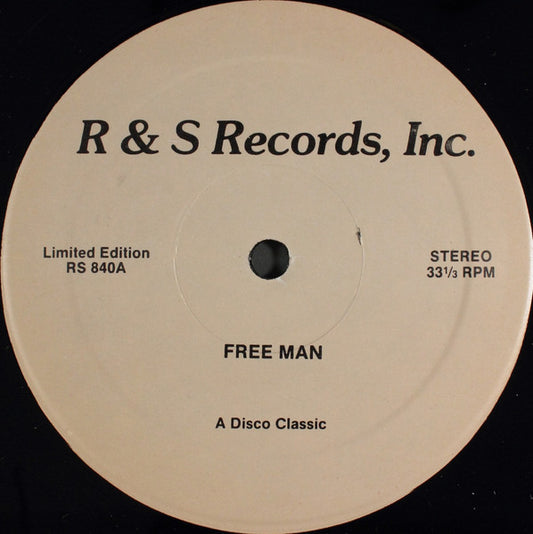 R & S Records, Inc.
Limited Edition
RS 840A
STEREO
33⅓ RPM
FREE MAN
A Disco Classic